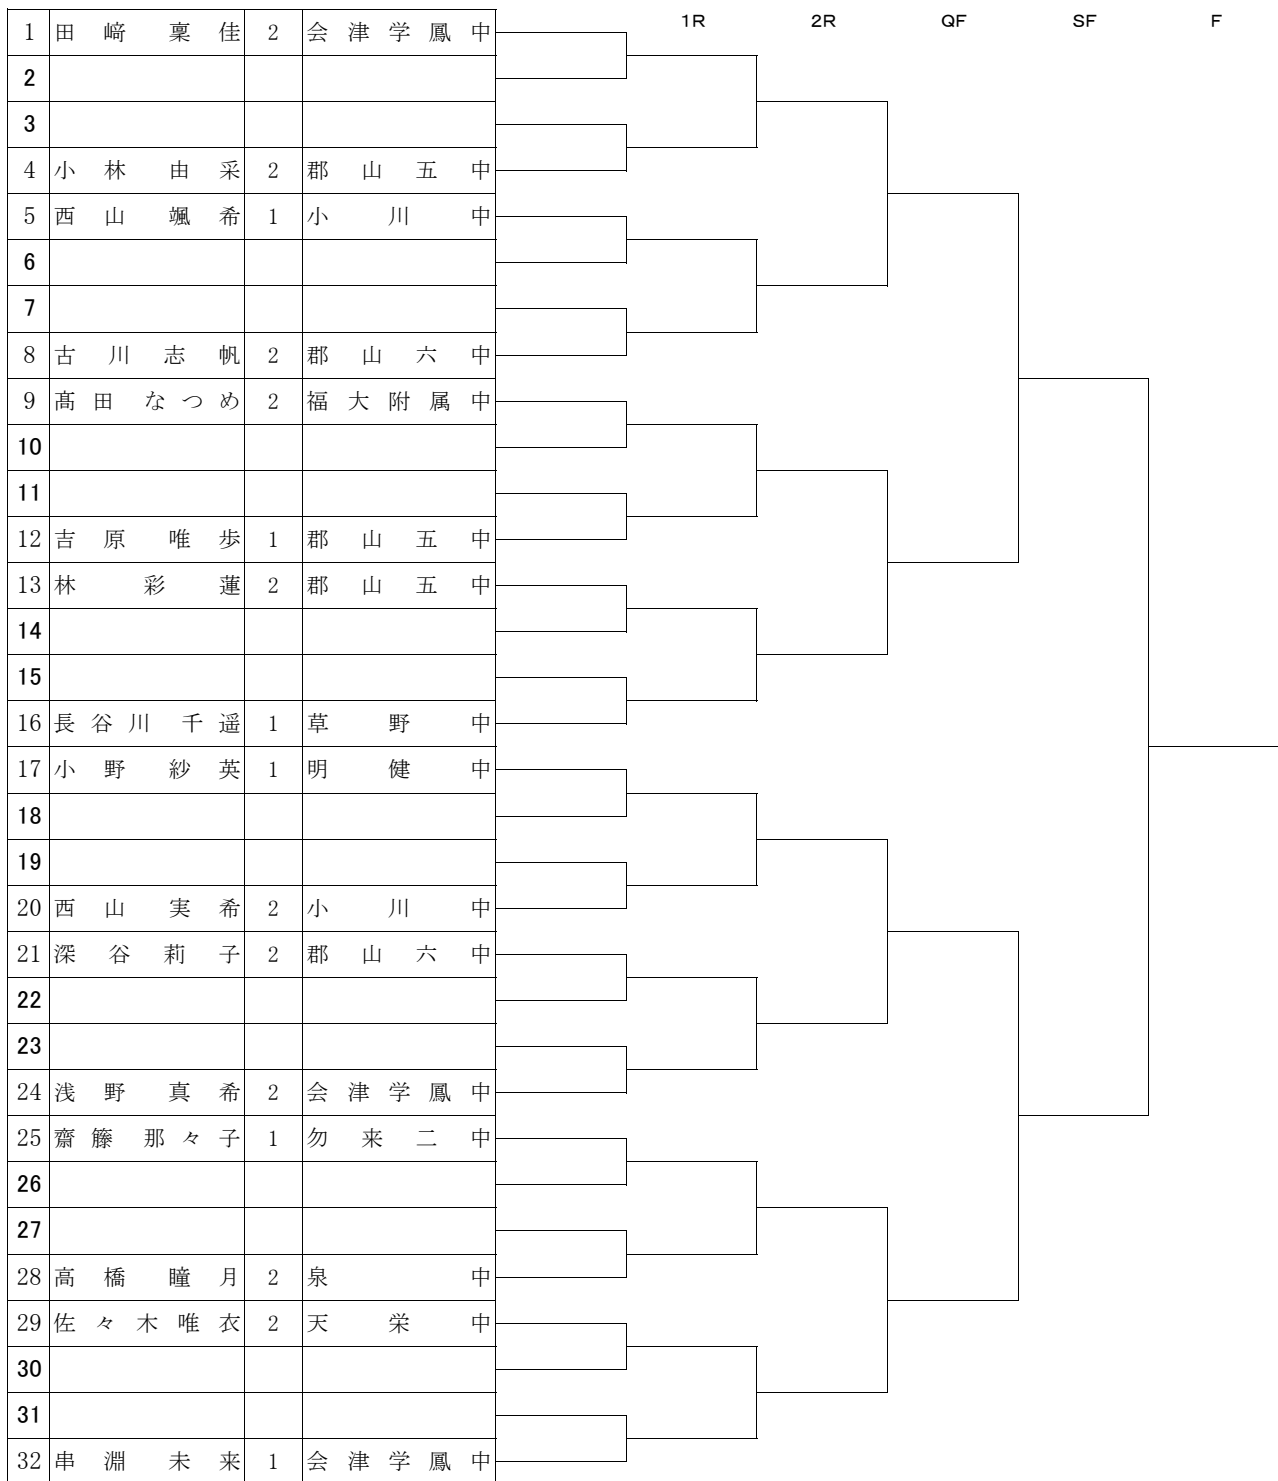 1R 2R QF SF F
1 田﨑 稟佳 2 会津学鳳中
2
3
4 小林 由采 2 郡山五中
5 西山 颯希 1 小川中
6
7
8 古川志帆 2 郡山六中
9 髙田 なつめ 2 福大附属中
10
11
12 吉原 唯歩 1 郡山五中
13 林 彩蓮 2 郡山五中
14
15
16 長谷川 千遥 1 草野中
17 小野 紗英 1 明健中
18
19
20 西山 実希 2 小川中
21 深谷莉子 2 郡山六中
22
23
24 浅野 真希 2 会津学鳳中
25 齋籐 那々子 1 勿来二中
26
27
28 高橋 瞳月 2 泉中
29 佐々木唯衣 2 天栄中
30
31
32 串淵 未来 1 会津学鳳中